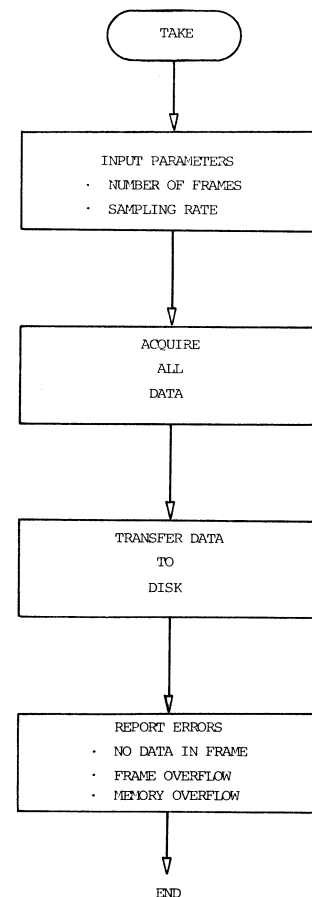 TAKE
INPUT PARAMETERS
· NUMBER OF FRAMES
· SAMPLING RATE
ACQUIRE
ALL
DATA
TRANSFER DATA
TO
DISK
REPORT ERRORS
· NO DATA IN FRAME
· FRAME OVERFLOW
· MEMORY OVERFLOW
END